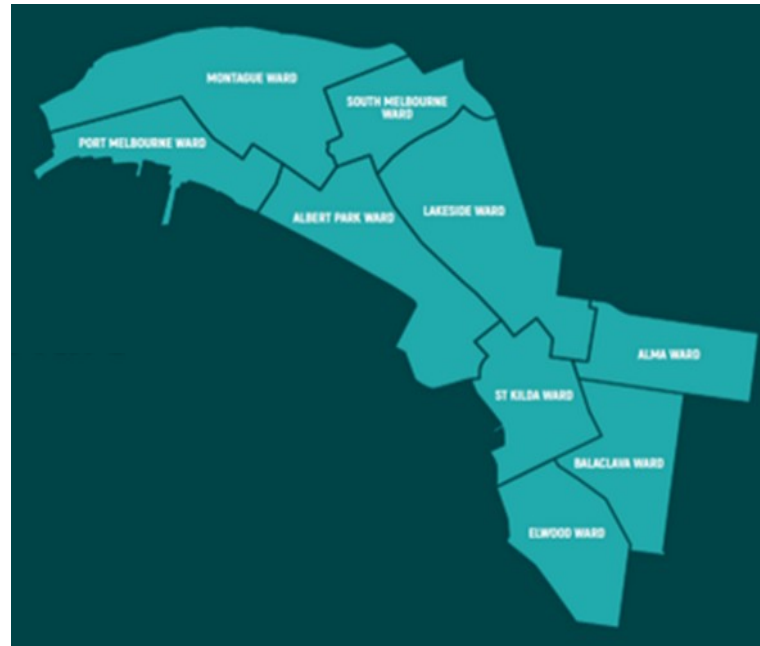 MONTAGUE WARD
SOUTH MELBOURNE
WARD
PORT MELBOURNE WARD
LAKESIDE WARD
ALBERT PARK WARD
ALMA WARD
ST KILDA WARD
BALACLAVA WARD
ELWOOD WARD